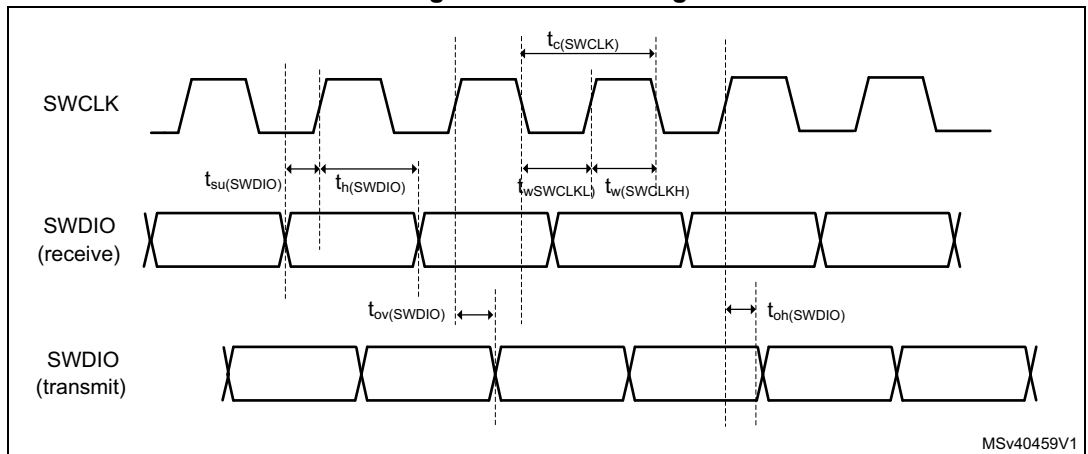 tc(SWCLK)
SWCLK
tsu(SWDIO) th(SWDIO) twSWCLKL) tw(SWCLKH)
SWDIO
(receive)
tov(SWDIO) toh(SWDIO)
SWDIO
(transmit)
MSv40459V1